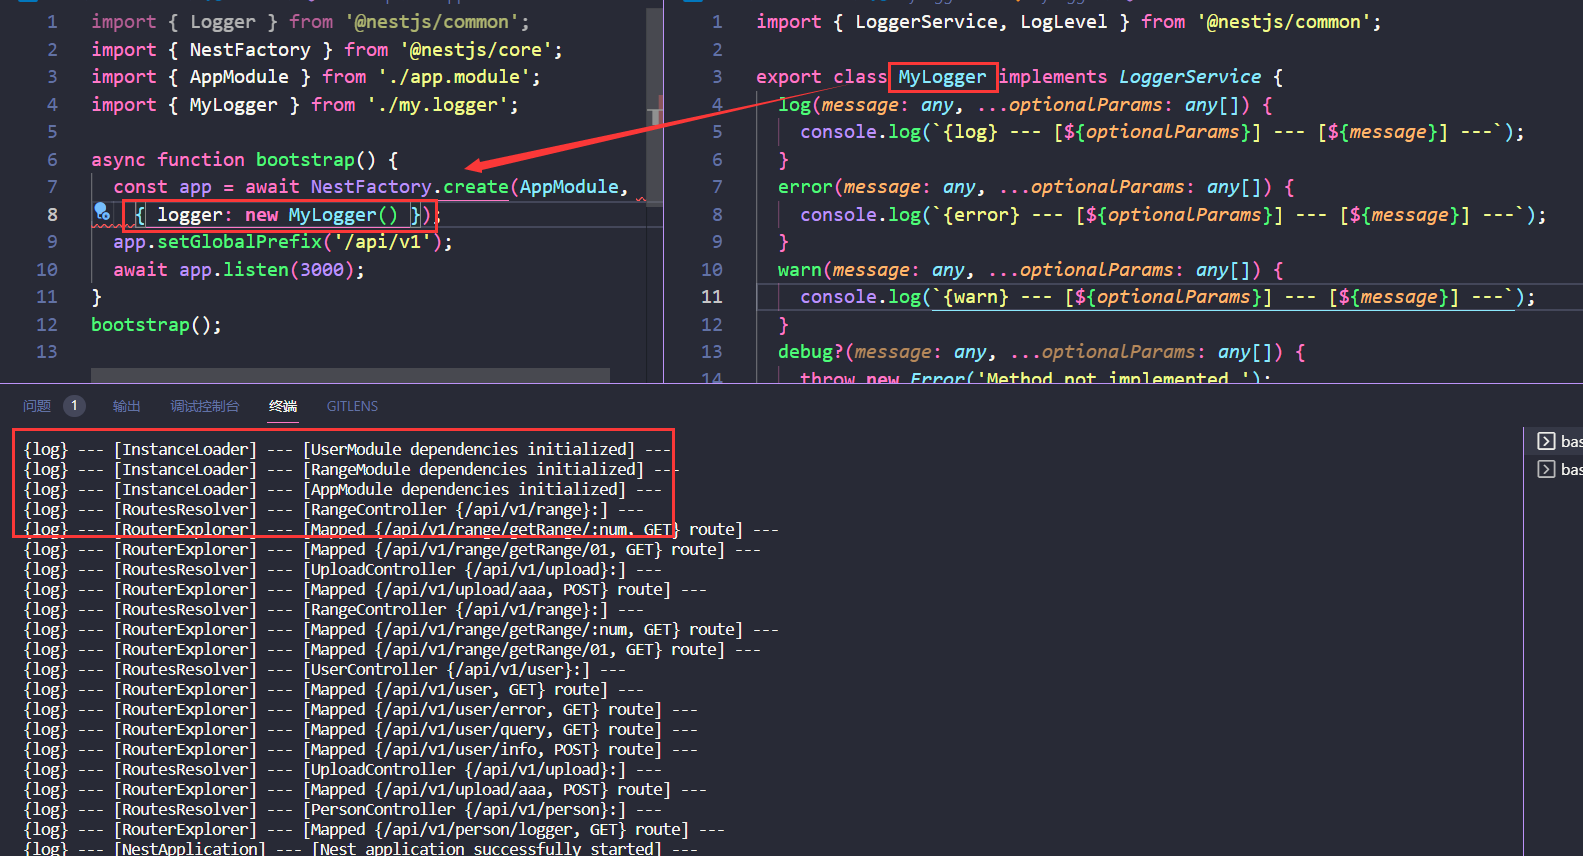 1 import { Logger } from '@nestjs/common';
2 import { NestFactory } from '@nestjs/core';
3 import { AppModule } from './app.module';
4 import { MyLogger } from './my.logger';
5
6 async function bootstrap() {
7 const app = await NestFactory.create(AppModule,
8 { logger: new MyLogger() });
9 app.setGlobalPrefix('/api/v1');
10 await app.listen(3000);
11 }
12 bootstrap();
13
1 import { LoggerService, LogLevel } from '@nestjs/common';
2
3 export class MyLogger implements LoggerService {
4 log(message: any, ...optionalParams: any[]) {
5 console.log(`{log} --- [${optionalParams}] --- [${message}] ---`);
6 }
7 error(message: any, ...optionalParams: any[]) {
8 console.log(`{error} --- [${optionalParams}] --- [${message}] ---`);
9 }
10 warn(message: any, ...optionalParams: any[]) {
11 console.log(`{warn} --- [${optionalParams}] --- [${message}] ---`);
12 }
13 debug?(message: any, ...optionalParams: any[]) {
14 throw new Error('Method not implemented.');
问题 1 输出 调试控制台 终端 GITLENS
{log} --- [InstanceLoader] --- [UserModule dependencies initialized] ---
{log} --- [InstanceLoader] --- [RangeModule dependencies initialized] ---
{log} --- [InstanceLoader] --- [AppModule dependencies initialized] ---
{log} --- [RoutesResolver] --- [RangeController {/api/v1/range}:] ---
{log} --- [RouterExplorer] --- [Mapped {/api/v1/range/getRange/:num, GET} route] ---
{log} --- [RouterExplorer] --- [Mapped {/api/v1/range/getRange/01, GET} route] ---
{log} --- [RoutesResolver] --- [UploadController {/api/v1/upload}:] ---
{log} --- [RouterExplorer] --- [Mapped {/api/v1/upload/aaa, POST} route] ---
{log} --- [RoutesResolver] --- [RangeController {/api/v1/range}:] ---
{log} --- [RouterExplorer] --- [Mapped {/api/v1/range/getRange/:num, GET} route] ---
{log} --- [RouterExplorer] --- [Mapped {/api/v1/range/getRange/01, GET} route] ---
{log} --- [RoutesResolver] --- [UserController {/api/v1/user}:] ---
{log} --- [RouterExplorer] --- [Mapped {/api/v1/user, GET} route] ---
{log} --- [RouterExplorer] --- [Mapped {/api/v1/user/error, GET} route] ---
{log} --- [RouterExplorer] --- [Mapped {/api/v1/user/query, GET} route] ---
{log} --- [RouterExplorer] --- [Mapped {/api/v1/user/info, POST} route] ---
{log} --- [RoutesResolver] --- [UploadController {/api/v1/upload}:] ---
{log} --- [RouterExplorer] --- [Mapped {/api/v1/upload/aaa, POST} route] ---
{log} --- [RoutesResolver] --- [PersonController {/api/v1/person}:] ---
{log} --- [RouterExplorer] --- [Mapped {/api/v1/person/logger, GET} route] ---
{log} --- [NestApplication] --- [Nest application successfully started] ---
bas
bas